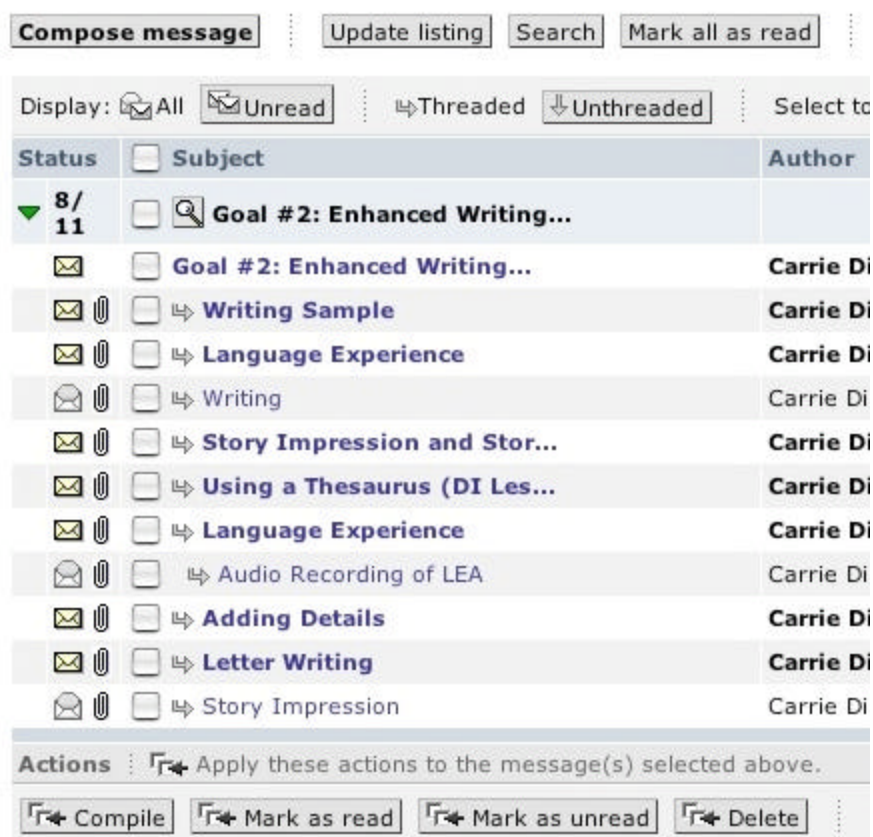 Compose message Update listing Search Mark all as read
Display: All Unread Threaded Unthreaded Select to
Status Subject Author
8/
11 Goal #2: Enhanced Writing...
Goal #2: Enhanced Writing... Carrie Di
Writing Sample Carrie Di
Language Experience Carrie Di
Writing Carrie Di
Story Impression and Stor... Carrie Di
Using a Thesaurus (DI Les... Carrie Di
Language Experience Carrie Di
Audio Recording of LEA Carrie Di
Adding Details Carrie Di
Letter Writing Carrie Di
Story Impression Carrie Di
Actions Apply these actions to the message(s) selected above.
Compile Mark as read Mark as unread Delete